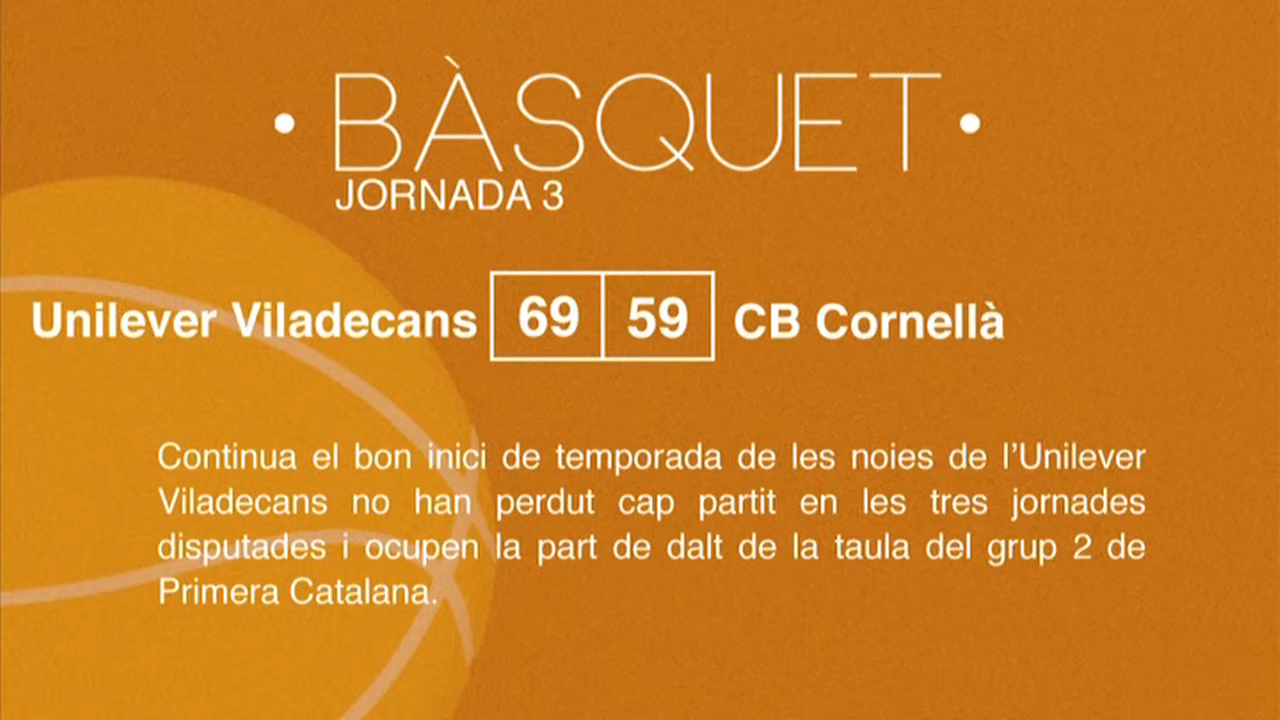 • BÀSQUET •
JORNADA 3
Unilever Viladecans 69 59 CB Cornellà
Continua el bon inici de temporada de les noies de l’Unilever
Viladecans no han perdut cap partit en les tres jornades
disputades i ocupen la part de dalt de la taula del grup 2 de
Primera Catalana.